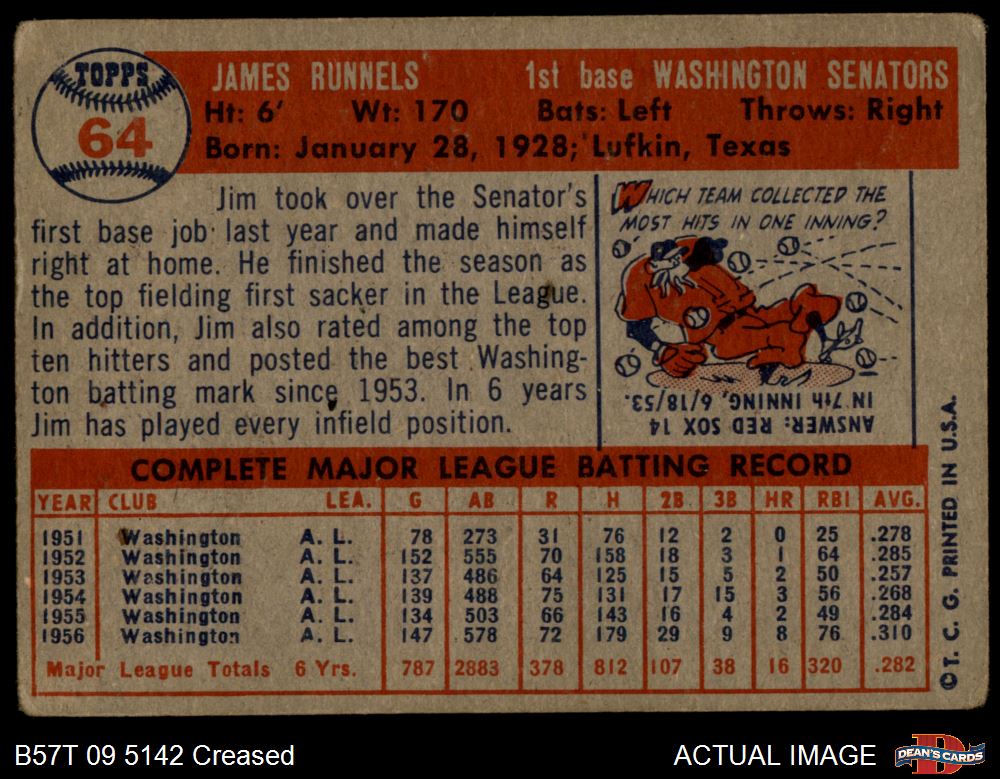 TOPPS
64
JAMES RUNNELS 1st base WASHINGTON SENATORS
Ht: 6' Wt: 170 Bats: Left Throws: Right
Born: January 28, 1928; Lufkin, Texas
Jim took over the Senator's
first base job last year and made himself
right at home. He finished the season as
the top fielding first sacker in the League.
In addition, Jim also rated among the top
ten hitters and posted the best Washing-
ton batting mark since 1953. In 6 years
Jim has played every infield position.
WHICH TEAM COLLECTED THE
MOST HITS IN ONE INNING?
ANSWER: RED SOX 14
IN 7TH INNING, 6/18/53.
COMPLETE MAJOR LEAGUE BATTING RECORD
YEAR CLUB LEA. G AB R H 2B 3B HR RBI AVG.
1951 Washington A. L. 78 273 31 76 12 2 0 25 .278
1952 Washington A. L. 152 555 70 158 18 3 1 64 .285
1953 Washington A. L. 137 486 64 125 15 5 2 50 .257
1954 Washington A. L. 139 488 75 131 17 15 3 56 .268
1955 Washington A. L. 134 503 66 143 16 4 2 49 .284
1956 Washington A. L. 147 578 72 179 29 9 8 76 .310
Major League Totals 6 Yrs. 787 2883 378 812 107 38 16 320 .282
©T. C. G. PRINTED IN U.S.A.
B57T 09 5142 Creased ACTUAL IMAGE
D
DEAN'S CARDS